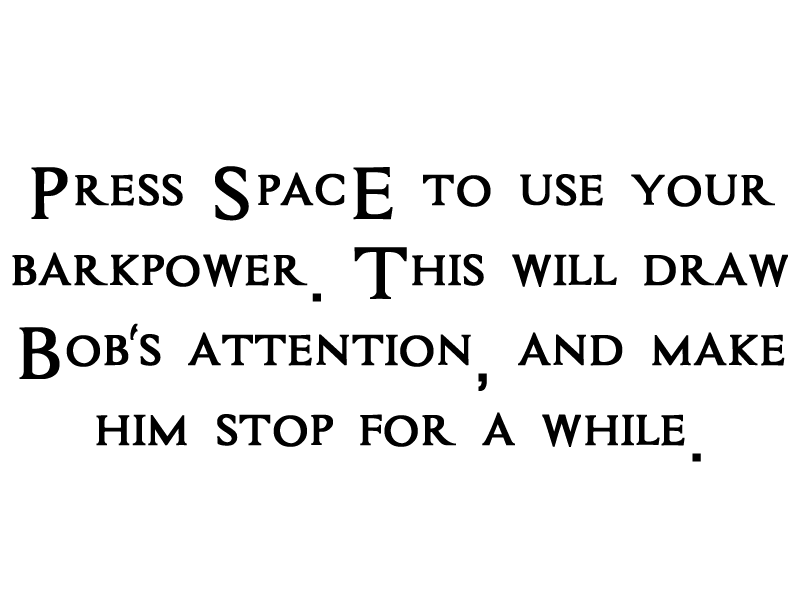 Press SpacE to use your
barkpower. This will draw
Bob's attention, and make
him stop for a while.